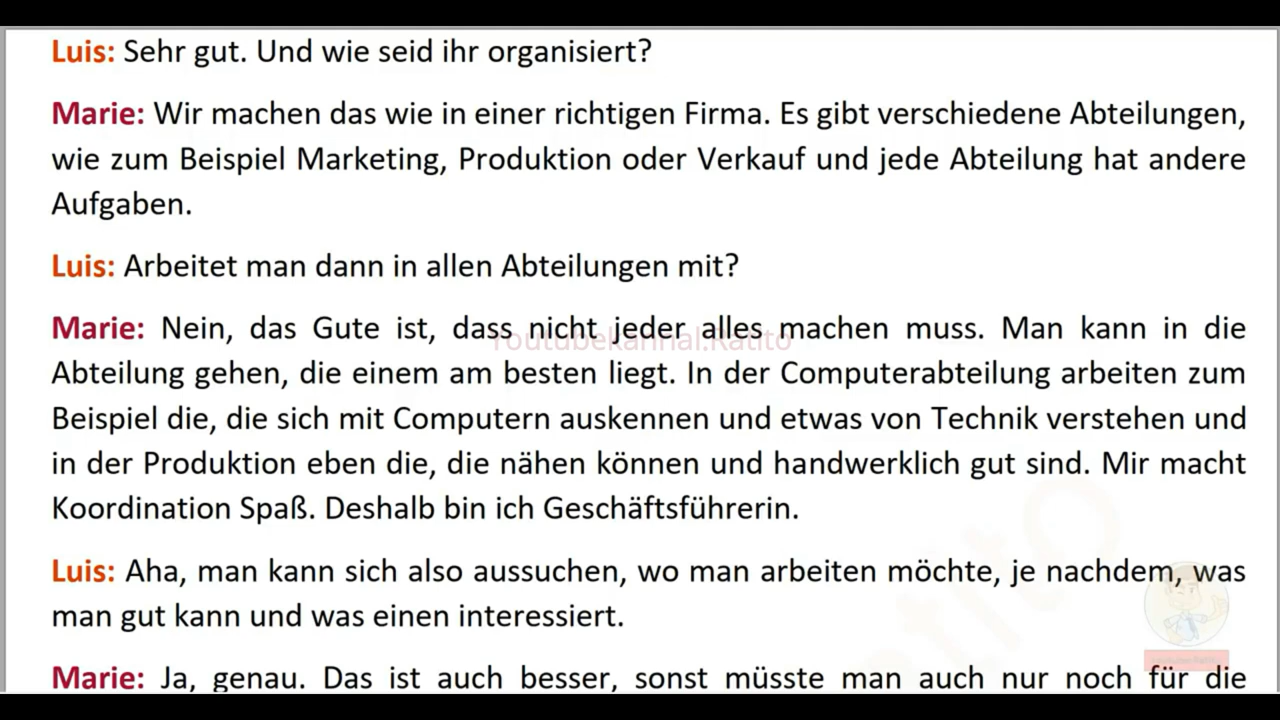 Luis: Sehr gut. Und wie seid ihr organisiert?
Marie: Wir machen das wie in einer richtigen Firma. Es gibt verschiedene Abteilungen,
wie zum Beispiel Marketing, Produktion oder Verkauf und jede Abteilung hat andere
Aufgaben.
Luis: Arbeitet man dann in allen Abteilungen mit?
Marie: Nein, das Gute ist, dass nicht jeder alles machen muss. Man kann in die
Youtubekannal.Ratito
Abteilung gehen, die einem am besten liegt. In der Computerabteilung arbeiten zum
Beispiel die, die sich mit Computern auskennen und etwas von Technik verstehen und
in der Produktion eben die, die nähen können und handwerklich gut sind. Mir macht
Koordination Spaß. Deshalb bin ich Geschäftsführerin.
Luis: Aha, man kann sich also aussuchen, wo man arbeiten möchte, je nachdem, was
man gut kann und was einen interessiert.
Marie: Ja, genau. Das ist auch besser, sonst müsste man auch nur noch für die